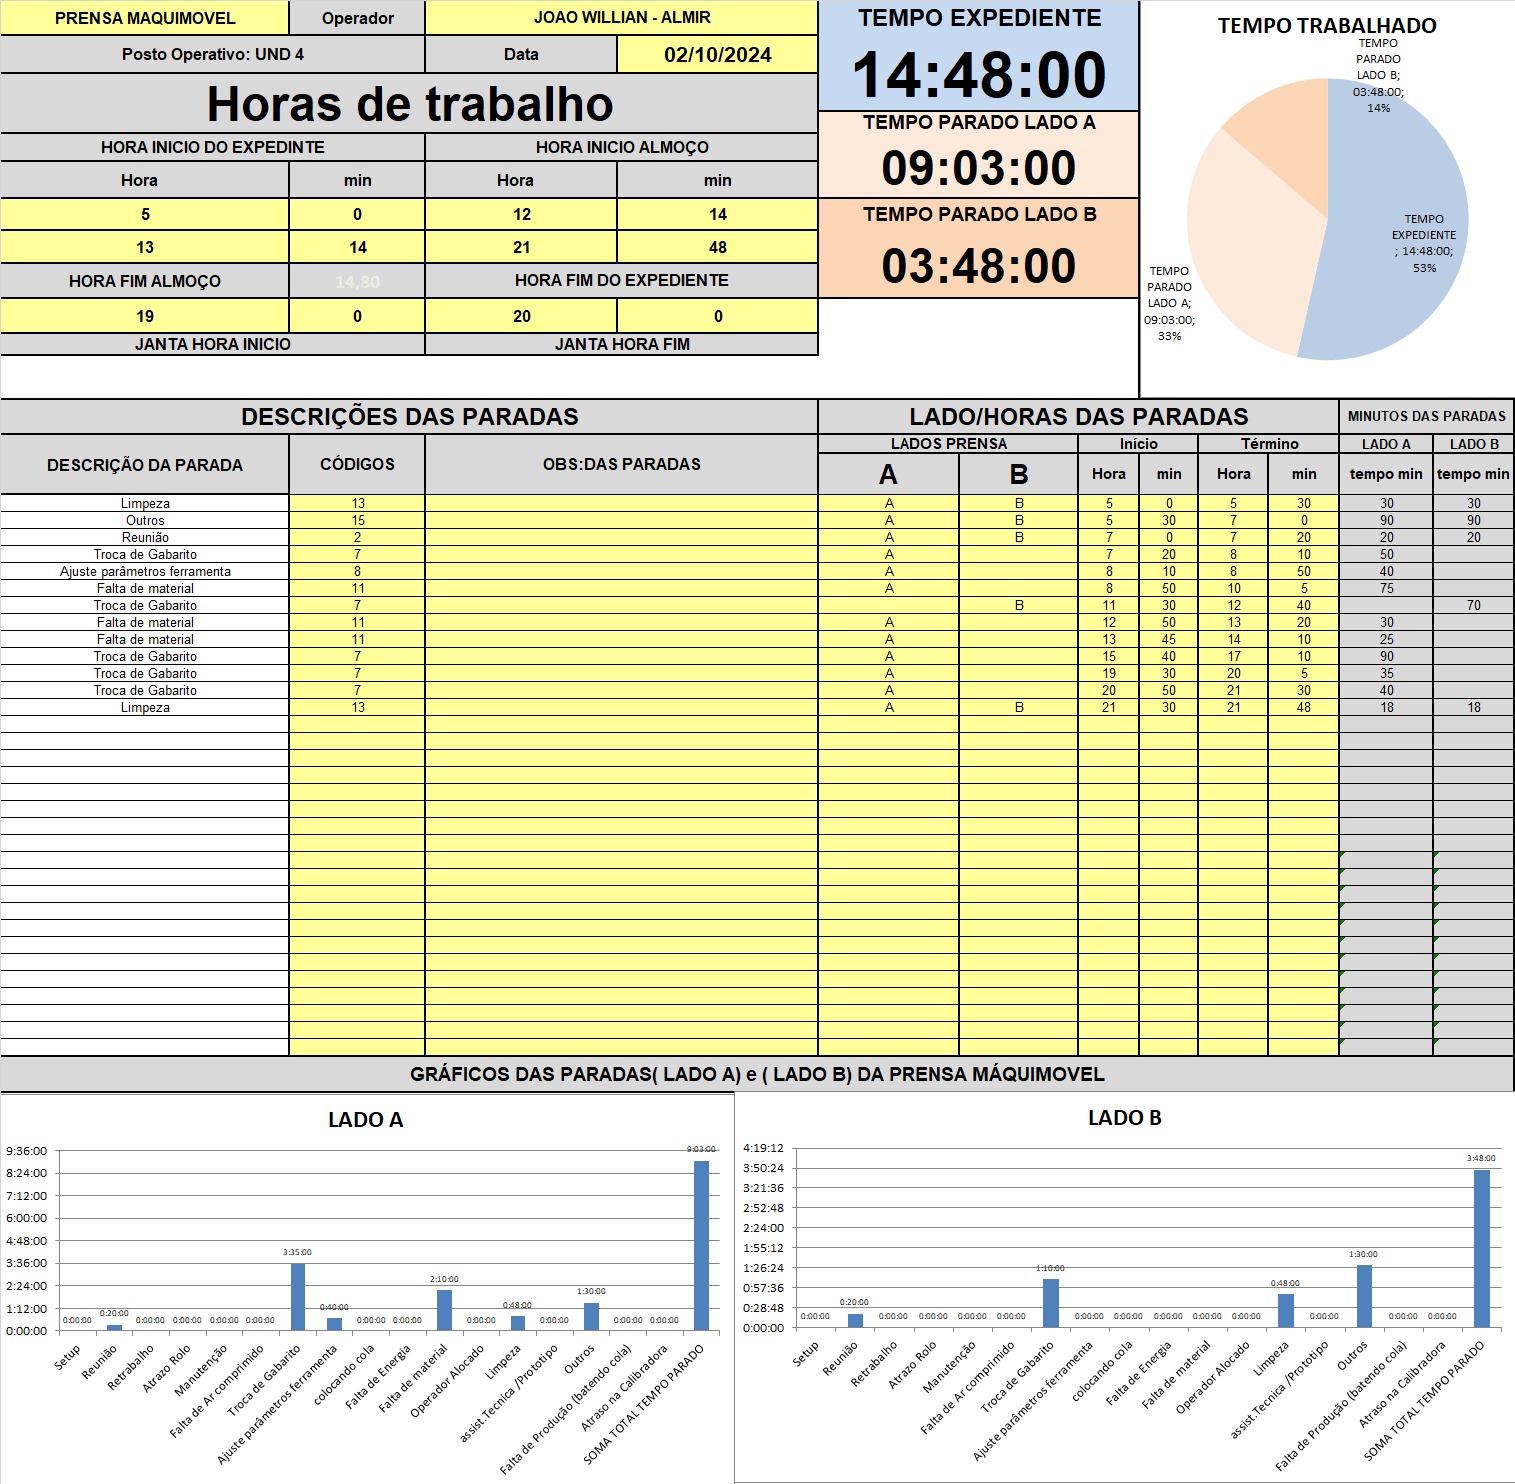 PRENSA MAQUIMOVEL Operador JOAO WILLIAN - ALMIR
Posto Operativo: UND 4 Data 02/10/2024
Horas de trabalho
HORA INICIO DO EXPEDINTE HORA INICIO ALMOÇO
Hora min Hora min
5 0 12 14
13 14 21 48
HORA FIM ALMOÇO 14,80 HORA FIM DO EXPEDIENTE
19 0 20 0
JANTA HORA INICIO JANTA HORA FIM
TEMPO EXPEDIENTE
14:48:00
TEMPO PARADO LADO A
09:03:00
TEMPO PARADO LADO B
03:48:00
TEMPO TRABALHADO
TEMPO
PARADO
LADO B;
03:48:00;
14%
TEMPO
EXPEDIENTE
; 14:48:00;
53%
TEMPO
PARADO
LADO A;
09:03:00;
33%
DESCRIÇÕES DAS PARADAS LADO/HORAS DAS PARADAS MINUTOS DAS PARADAS
DESCRIÇÃO DA PARADA CÓDIGOS OBS:DAS PARADAS
LADOS PRENSA Início Término LADO A LADO B
A B Hora min Hora min tempo min tempo min
Limpeza 13 A B 5 0 5 30 30 30
Outros 15 A B 5 30 7 0 90 90
Reunião 2 A B 7 0 7 20 20 20
Troca de Gabarito 7 A 7 20 8 10 50
Ajuste parâmetros ferramenta 8 A 8 10 8 50 40
Falta de material 11 A 8 50 10 5 75
Troca de Gabarito 7 B 11 30 12 40 70
Falta de material 11 A 12 50 13 20 30
Falta de material 11 A 13 45 14 10 25
Troca de Gabarito 7 A 15 40 17 10 90
Troca de Gabarito 7 A 19 30 20 5 35
Troca de Gabarito 7 A 20 50 21 30 40
Limpeza 13 A B 21 30 21 48 18 18
GRÁFICOS DAS PARADAS( LADO A) e ( LADO B) DA PRENSA MÁQUIMOVEL
LADO A
9:36:00
8:24:00
7:12:00
6:00:00
4:48:00
3:36:00
2:24:00
1:12:00
0:00:00
0:00:00 0:20:00 0:00:00 0:00:00 0:00:00 0:00:00 3:35:00 0:40:00 0:00:00 0:00:00 2:10:00 0:00:00 0:48:00 0:00:00 1:30:00 0:00:00 0:00:00 9:03:00
Setup
Reunião
Retrabalho
Atrazo Rolo
Manutenção
Falta de Ar comprimido
Troca de Gabarito
Ajuste parâmetros ferramenta
colocando cola
Falta de Energia
Falta de material
Operador Alocado
Limpeza
assist.Tecnica /Prototipo
Outros
Falta de Produção (batendo cola)
Atraso na Calibradora
SOMA TOTAL TEMPO PARADO
LADO B
4:19:12
3:50:24
3:21:36
2:52:48
2:24:00
1:55:12
1:26:24
0:57:36
0:28:48
0:00:00
0:00:00 0:20:00 0:00:00 0:00:00 0:00:00 0:00:00 1:10:00 0:00:00 0:00:00 0:00:00 0:00:00 0:00:00 0:48:00 0:00:00 1:30:00 0:00:00 0:00:00 3:48:00
Setup
Reunião
Retrabalho
Atrazo Rolo
Manutenção
Falta de Ar comprimido
Troca de Gabarito
Ajuste parâmetros ferramenta
colocando cola
Falta de Energia
Falta de material
Operador Alocado
Limpeza
assist.Tecnica /Prototipo
Outros
Falta de Produção (batendo cola)
Atraso na Calibradora
SOMA TOTAL TEMPO PARADO